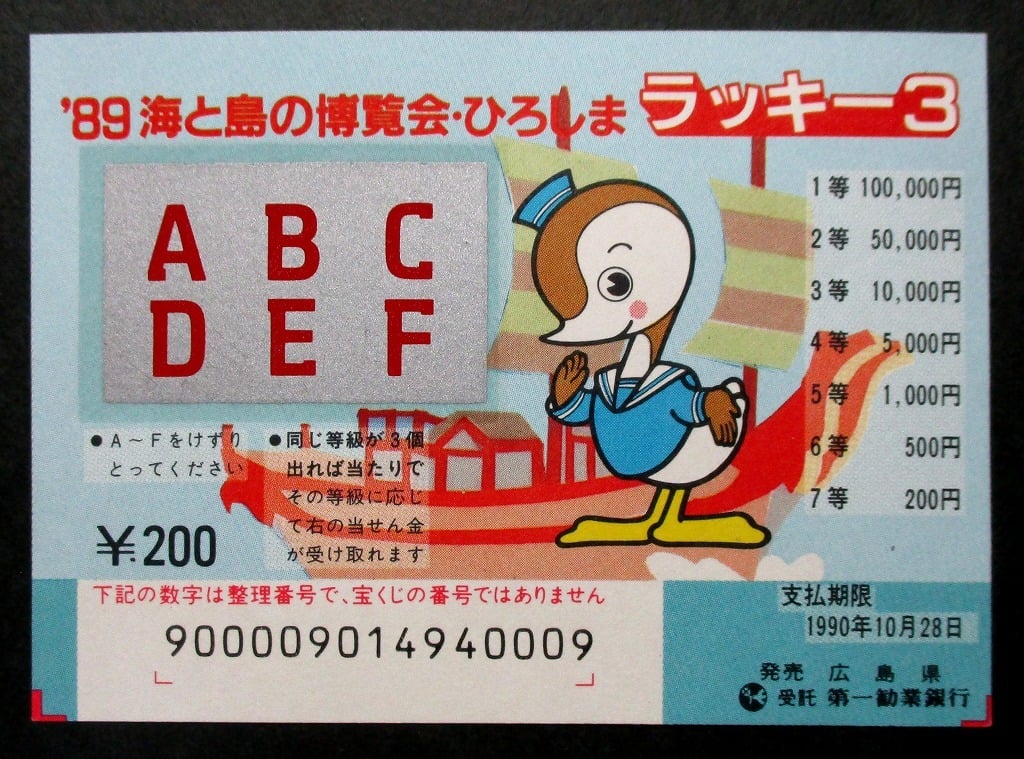 '89 海と島の博覧会・ひろしま ラッキー3
A B C
D E F
1等 100,000円
2等 50,000円
3等 10,000円
4等 5,000円
5等 1,000円
6等 500円
7等 200円
●A～Fをけずり
とってください
●同じ等級が3個
出れば当たりで
その等級に応じ
て右の当せん金
が受け取れます
¥200
下記の数字は整理番号で、宝くじの番号ではありません
9000090149400009
支払期限
1990年10月28日
発売 広島県
受託 第一勧業銀行